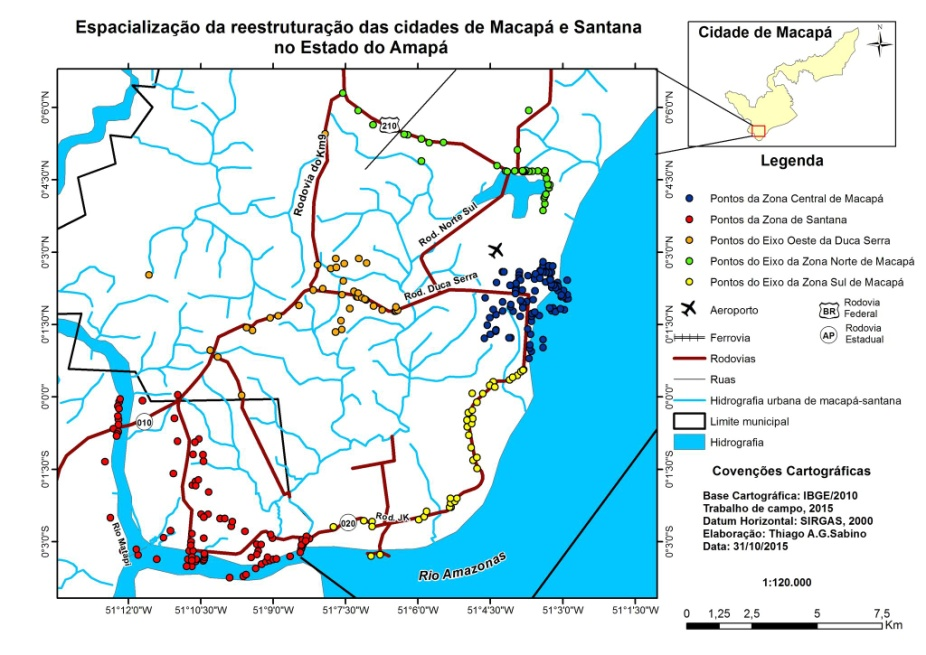 Espacialização da reestruturação das cidades de Macapá e Santana
no Estado do Amapá
Cidade de Macapá
N
Legenda
Pontos da Zona Central de Macapá
Pontos da Zona de Santana
Pontos do Eixo Oeste da Duca Serra
Pontos do Eixo da Zona Norte de Macapá
Pontos do Eixo da Zona Sul de Macapá
Aeroporto
BR
Rodovia
Federal
Ferrovia
AP
Rodovia
Estadual
Rodovias
Ruas
Hidrografia urbana de macapá-santana
Limite municipal
Hidrografia
Covenções Cartográficas
Base Cartográfica: IBGE/2010
Trabalho de campo, 2015
Datum Horizontal: SIRGAS, 2000
Elaboração: Thiago A.G.Sabino
Data: 31/10/2015
1:120.000
0 1,25 2,5 5 7,5
Km
210
Rodovia do Km9
Rod. Norte Sul
Rod. Duca Serra
010
020
Rod. JK
Rio Matapi
Rio Amazonas
0°6'0"N
0°4'30"N
0°3'0"N
0°1'30"N
0°0'0"
0°1'30"S
0°3'0"S
51°12'0"W
51°10'30"W
51°9'0"W
51°7'30"W
51°6'0"W
51°4'30"W
51°3'0"W
51°1'30"W